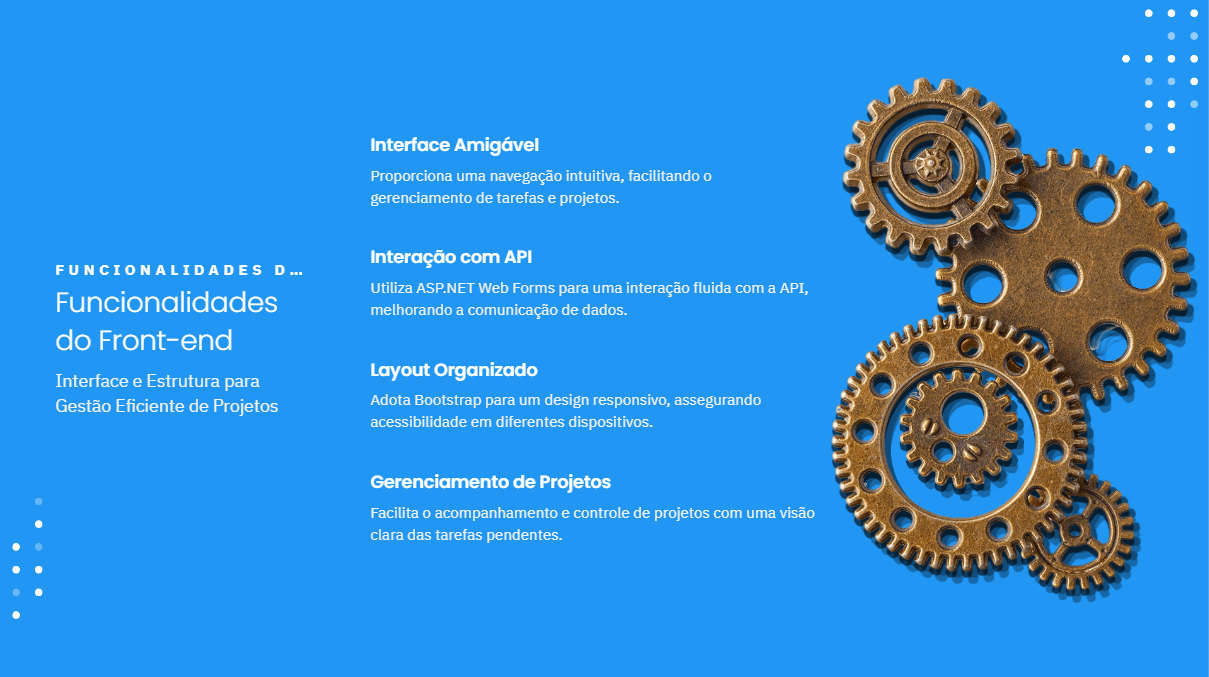 FUNCIONALIDADES D…
Funcionalidades
do Front-end
Interface e Estrutura para
Gestão Eficiente de Projetos
Interface Amigável
Proporciona uma navegação intuitiva, facilitando o
gerenciamento de tarefas e projetos.
Interação com API
Utiliza ASP.NET Web Forms para uma interação fluida com a API,
melhorando a comunicação de dados.
Layout Organizado
Adota Bootstrap para um design responsivo, assegurando
acessibilidade em diferentes dispositivos.
Gerenciamento de Projetos
Facilita o acompanhamento e controle de projetos com uma visão
clara das tarefas pendentes.